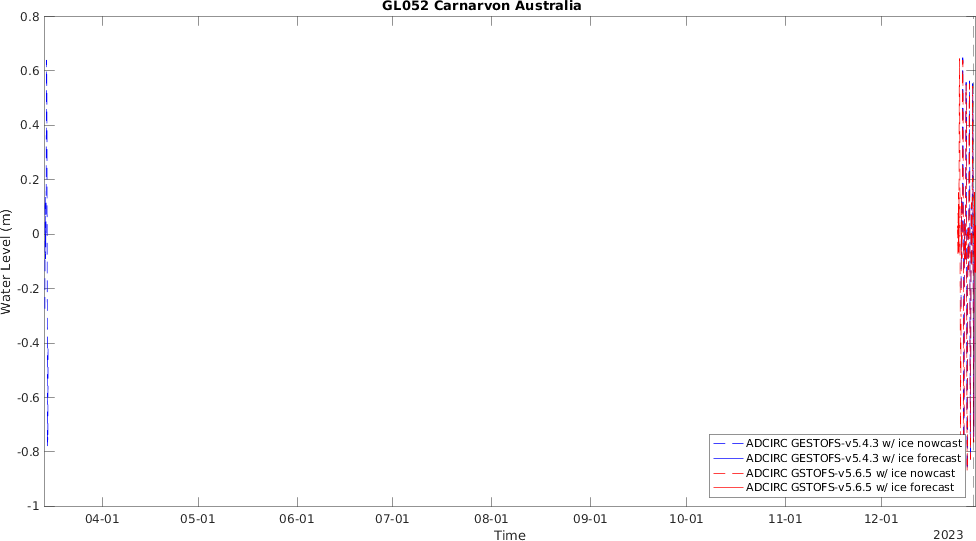 GL052 Carnarvon Australia
0.8
0.6
0.4
0.2
0
-0.2
-0.4
-0.6
-0.8
-1
Water Level (m)
ADCIRC GESTOFS-v5.4.3 w/ ice nowcast
ADCIRC GESTOFS-v5.4.3 w/ ice forecast
ADCIRC GSTOFS-v5.6.5 w/ ice nowcast
ADCIRC GSTOFS-v5.6.5 w/ ice forecast
04-01 05-01 06-01 07-01 08-01 09-01 10-01 11-01 12-01
Time
2023